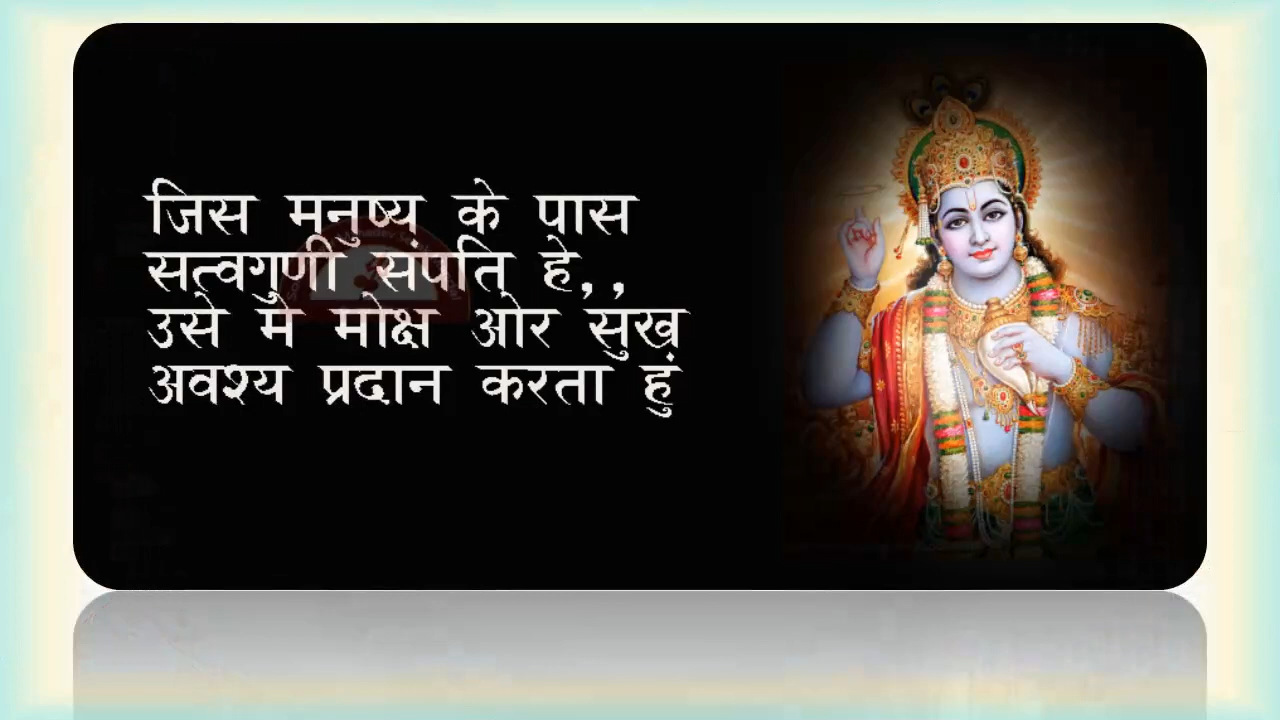 जिस मनुष्य के पास
सत्वगुणी संपति हे,,
उसे मे मोक्ष ओर सुख
अवश्य प्रदान करता हुं